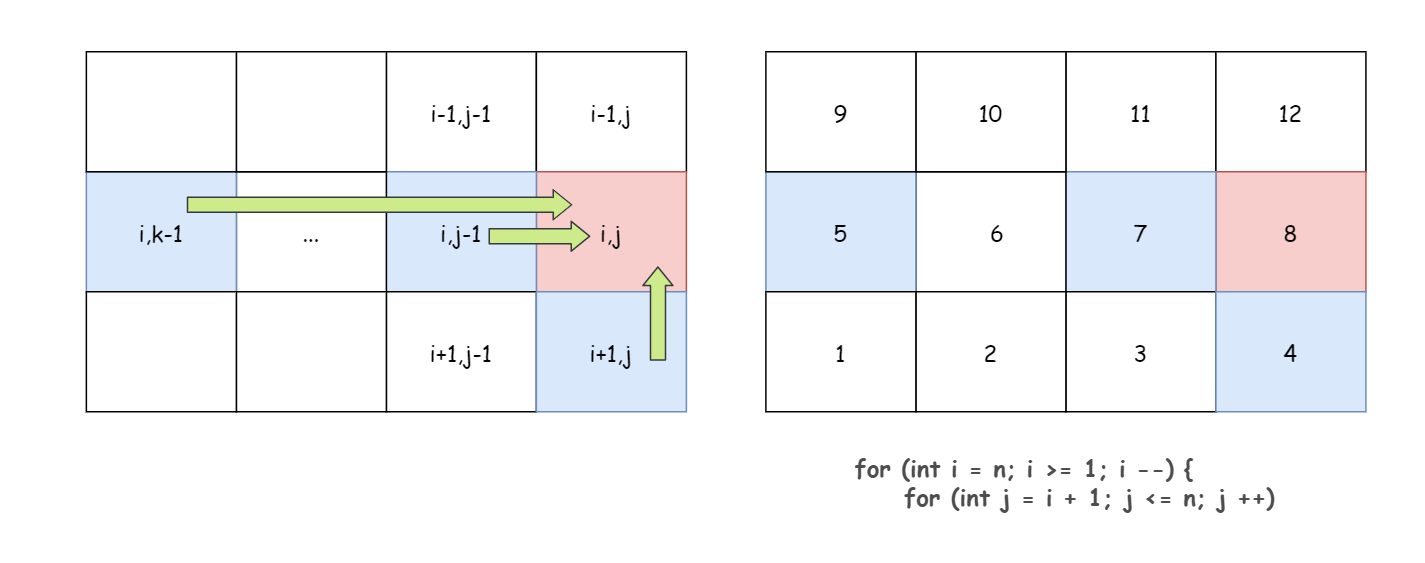 i-1,j-1 i-1,j
i,k-1 ... i,j-1 i,j
i+1,j-1 i+1,j
9 10 11 12
5 6 7 8
1 2 3 4
for (int i = n; i >= 1; i --) {
for (int j = i + 1; j <= n; j ++)